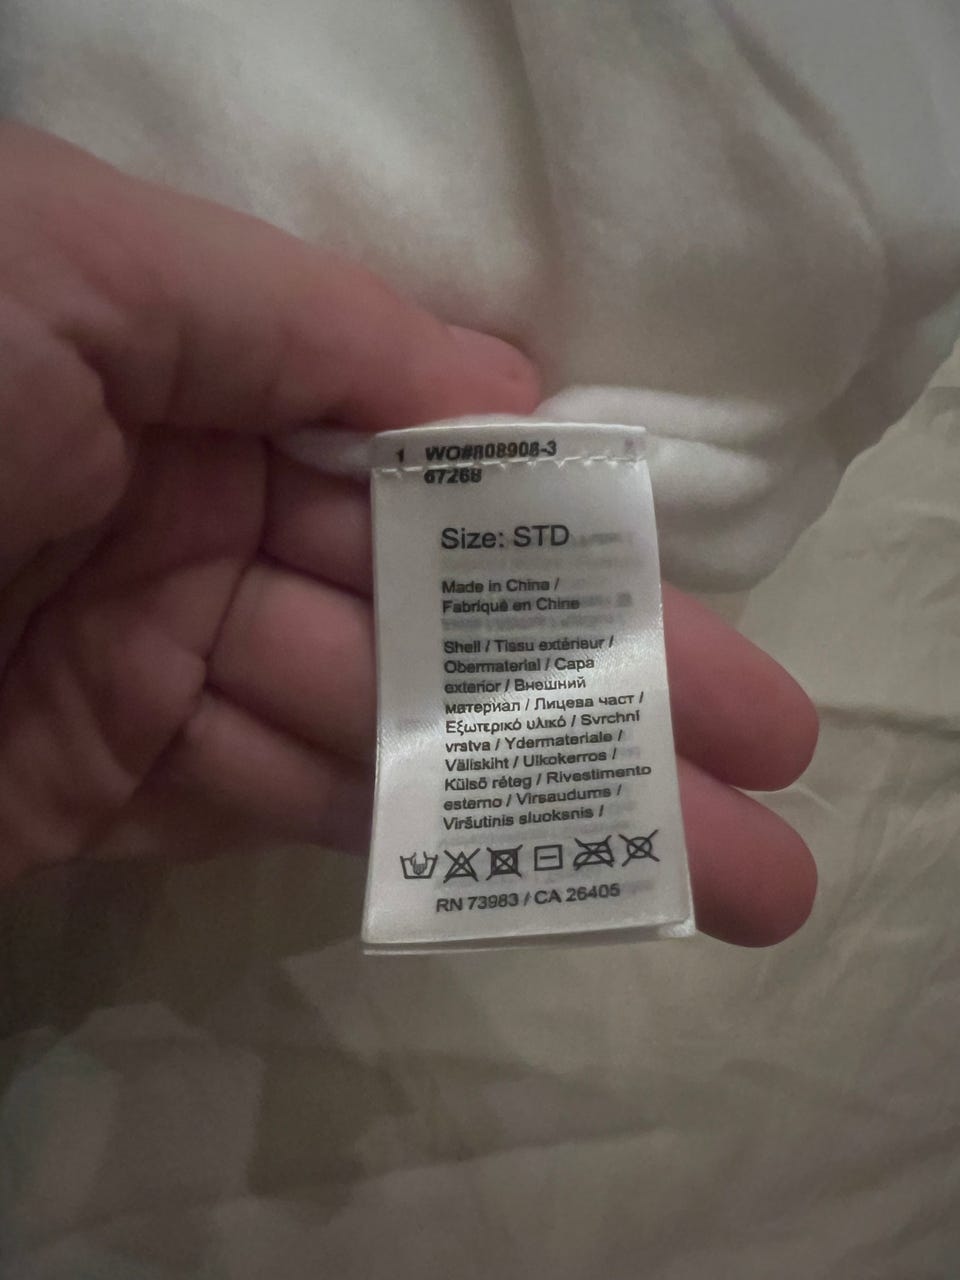 1 WO#808908-3
67268
Size: STD
Made in China /
Fabriqué en Chine
Shell / Tissu extérieur /
Obermaterial / Capa
exterior / Внешний
материал / Лицева част /
Εξωτερικό υλικό / Svrchní
vrstva / Ydermateriale /
Väliskiht / Ulkokerros /
Külső réteg / Rivestimento
esterno / Virsaudums /
Viršutinis sluoksnis /
RN 73983 / CA 26405